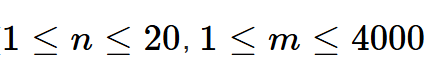 1 ≤ n ≤ 20, 1 ≤ m ≤ 4000